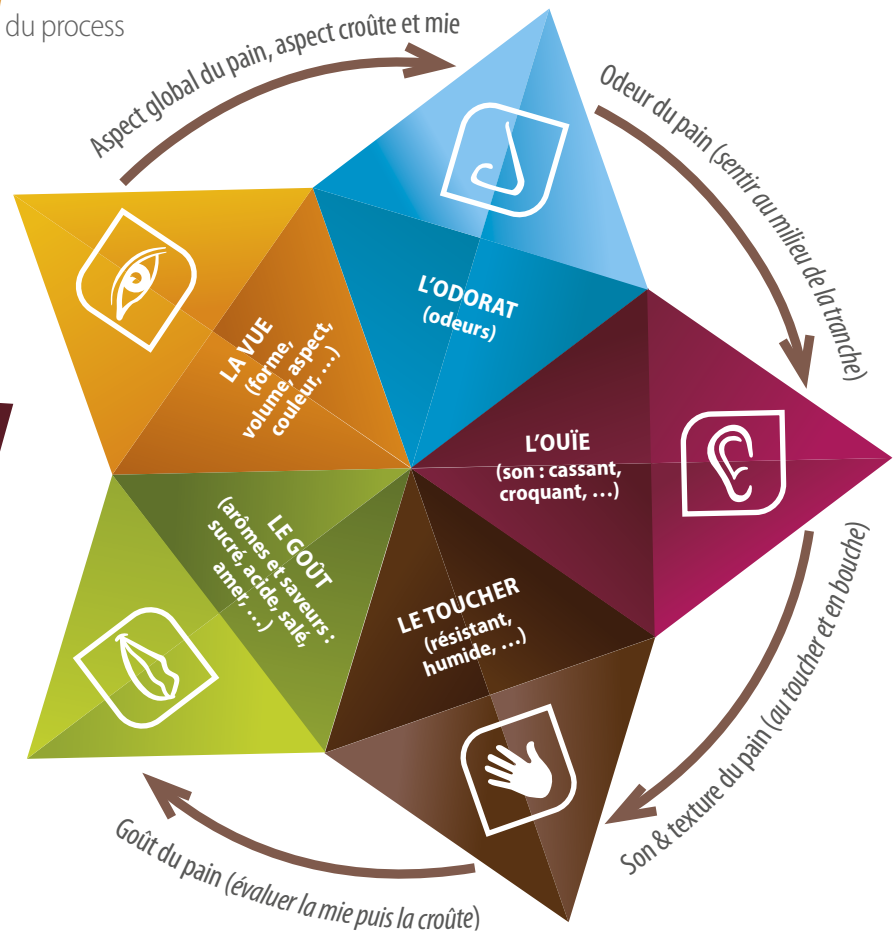 du process
Aspect global du pain, aspect croûte et mie
Odeur du pain (sentir au milieu de la tranche)
LA VUE
(forme,
volume, aspect,
couleur, …)
L'ODORAT
(odeurs)
L'OUÏE
(son : cassant,
croquant, …)
LE TOUCHER
(résistant,
humide, …)
LE GOÛT
(arômes et saveurs :
sucré, acide, salé,
amer, …)
Son & texture du pain (au toucher et en bouche)
Goût du pain (évaluer la mie puis la croûte)